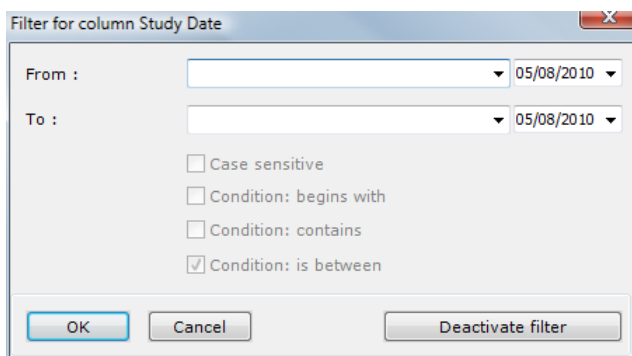 Filter for column Study Date
X
From :
05/08/2010
To :
05/08/2010
Case sensitive
Condition: begins with
Condition: contains
Condition: is between
OK Cancel Deactivate filter